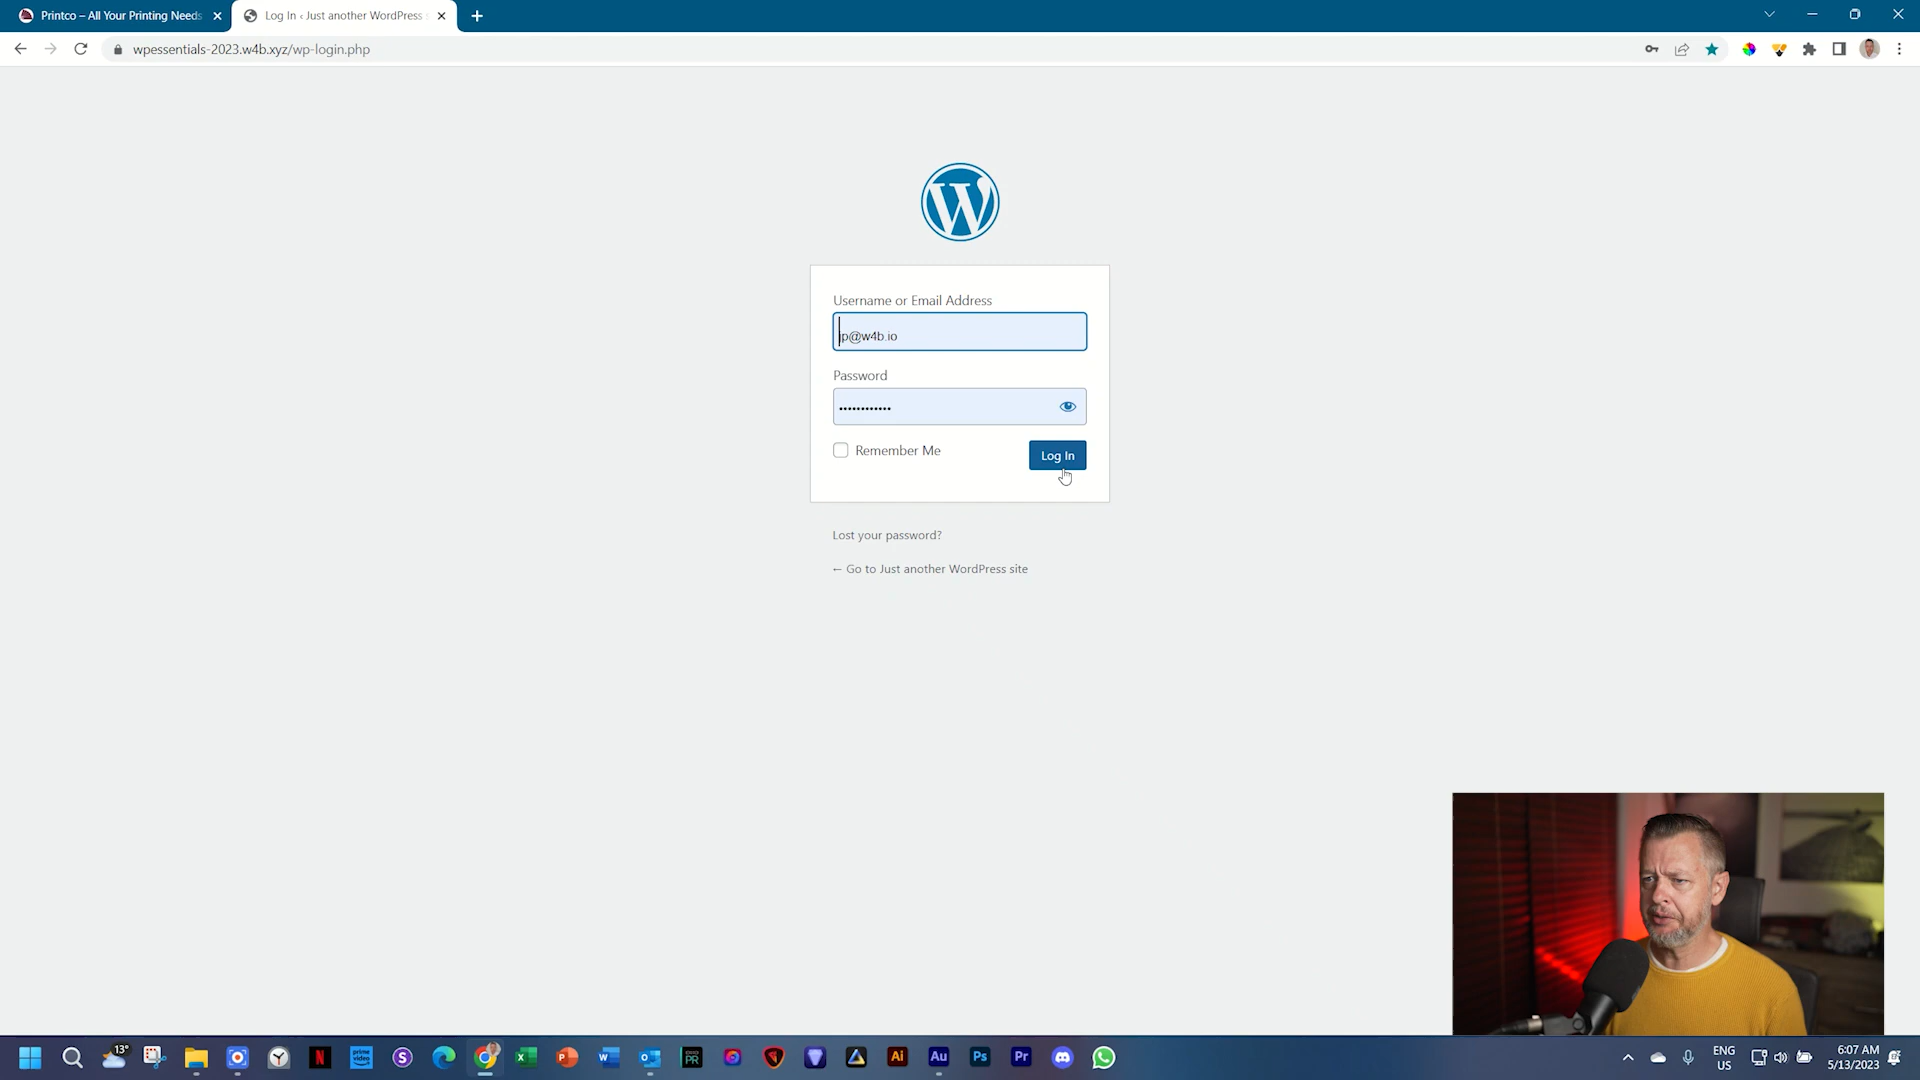 Printco – All Your Printing Needs
Log In ‹ Just another WordPress
wpessentials-2023.w4b.xyz/wp-login.php
Username or Email Address
jp@w4b.io
Password
Remember Me
Log In
Lost your password?
← Go to Just another WordPress site
13°
ENG
US
6:07 AM
5/13/2023